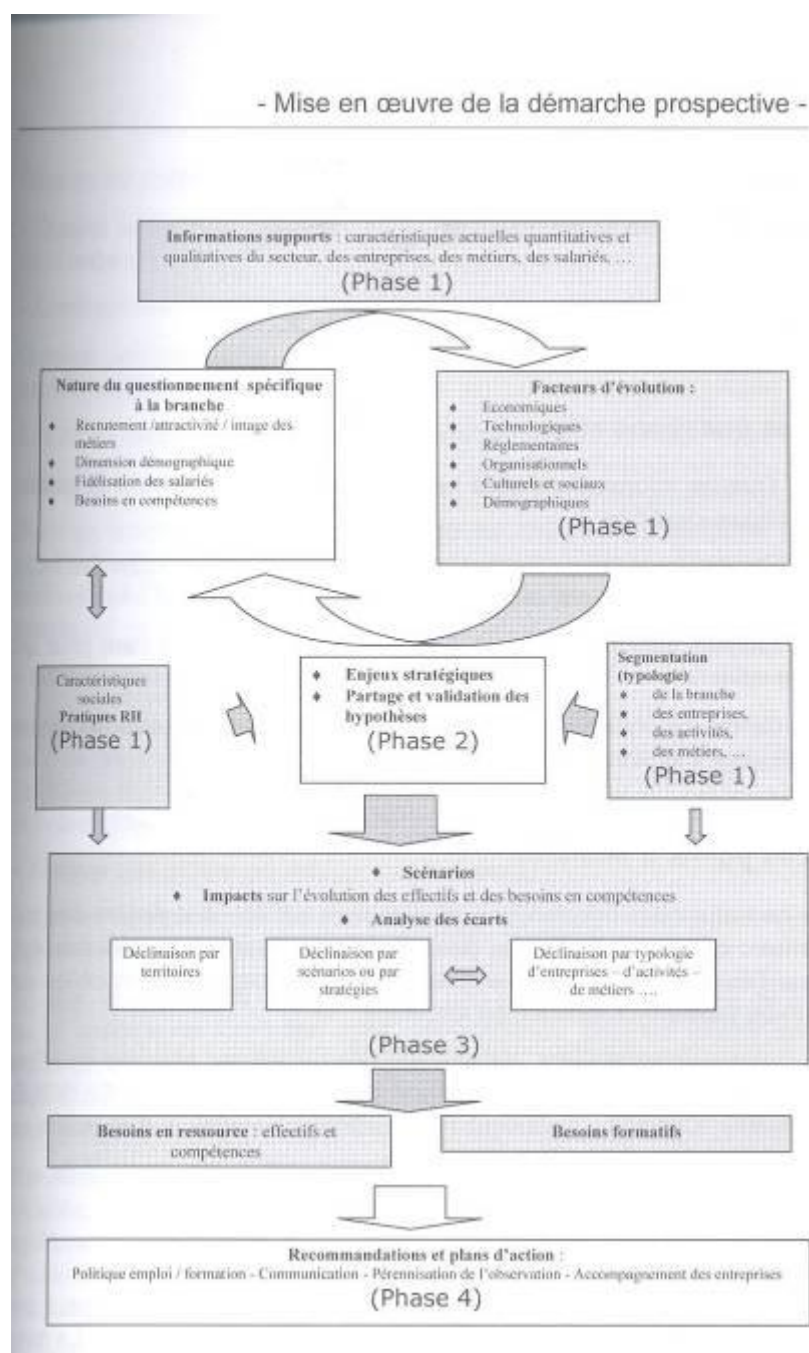 - Mise en œuvre de la démarche prospective -
Informations supports : caractéristiques actuelles quantitatives et
qualitatives du secteur, des entreprises, des métiers, des salariés, …
(Phase 1)
Nature du questionnement spécifique
à la branche
♦ Recrutement /attractivité / image des
métiers
♦ Dimension démographique
♦ Fidélisation des salariés
♦ Besoins en compétences
Facteurs d'évolution :
♦ Economiques
♦ Technologiques
♦ Réglementaires
♦ Organisationnels
♦ Culturels et sociaux
♦ Démographiques
(Phase 1)
Caractéristiques
sociales
Pratiques RH
(Phase 1)
♦ Enjeux stratégiques
♦ Partage et validation des
hypothèses
(Phase 2)
Segmentation
(typologie)
♦ de la branche
♦ des entreprises,
♦ des activités,
♦ des métiers, …
(Phase 1)
♦ Scénarios
♦ Impacts sur l'évolution des effectifs et des besoins en compétences
♦ Analyse des écarts
Déclinaison par
territoires
Déclinaison par
scénarios ou par
stratégies
Déclinaison par typologie
d'entreprises – d'activités –
de métiers ….
(Phase 3)
Besoins en ressource : effectifs et
compétences
Besoins formatifs
Recommandations et plans d'action :
Politique emploi / formation - Communication - Pérennisation de l'observation - Accompagnement des entreprises
(Phase 4)